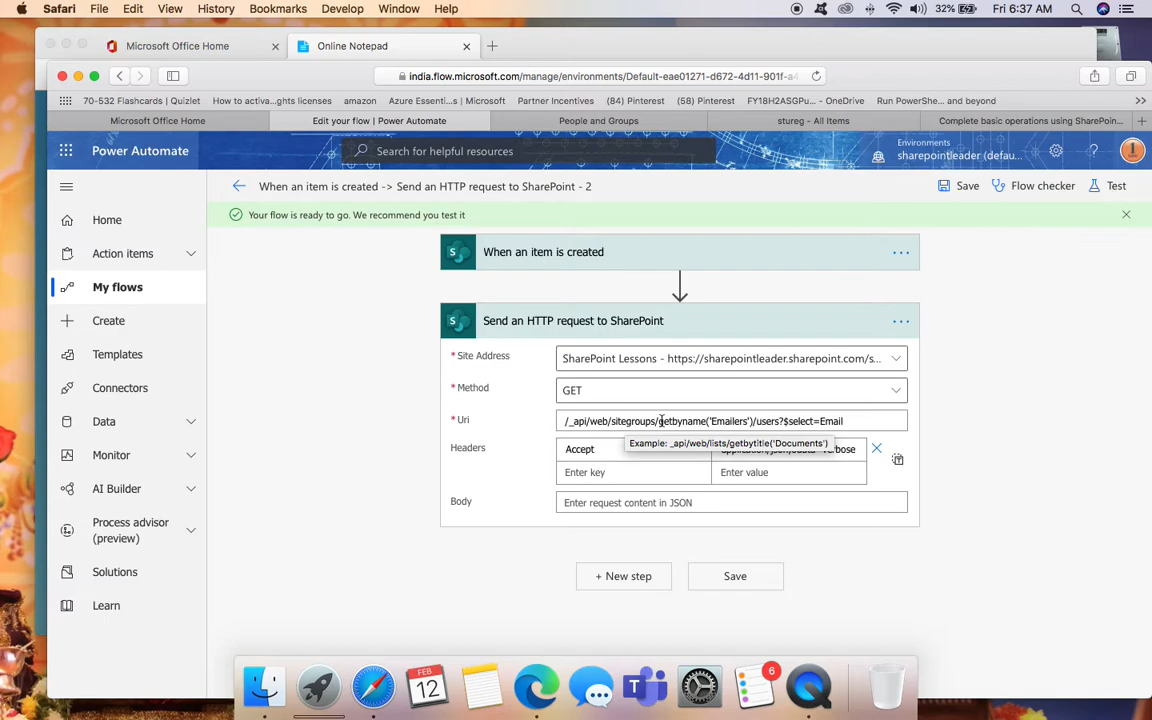 Safari File Edit View History Bookmarks Develop Window Help 32% Fri 6:37 AM
Microsoft Office Home Online Notepad
india.flow.microsoft.com/manage/environments/Default-eae01271-d672-4d11-901f-a4
70-532 Flashcards | Quizlet How to activa...ghts licenses amazon Azure Essenti...s | Microsoft Partner Incentives (84) Pinterest (58) Pinterest FY18H2ASGPu... – OneDrive Run PowerShe... and beyond
Microsoft Office Home Edit your flow | Power Automate People and Groups stureg - All Items Complete basic operations using SharePoin...
Power Automate Search for helpful resources Environments
sharepointleader (defau...
When an item is created -> Send an HTTP request to SharePoint - 2 Save Flow checker Test
Your flow is ready to go. We recommend you test it
Home
Action items
My flows
Create
Templates
Connectors
Data
Monitor
AI Builder
Process advisor
(preview)
Solutions
Learn
When an item is created
Send an HTTP request to SharePoint
* Site Address SharePoint Lessons - https://sharepointleader.sharepoint.com/s...
* Method GET
* Uri /_api/web/sitegroups/getbyname('Emailers')/users?$select=Email
Example: _api/web/lists/getbytitle('Documents')
Headers Accept
Enter key Enter value
Body Enter request content in JSON
+ New step Save
FEB
12
6